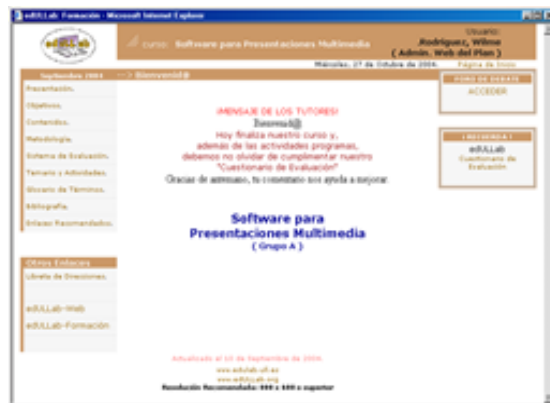 edULLab: Formación - Microsoft Internet Explorer
edULLab
curso: Software para Presentaciones Multimedia
Usuario:
Rodríguez, Wilma
( Admin. Web del Plan )
Miércoles, 27 de Octubre de 2004.
Página de Inicio
Septiembre 2004
--> Bienvenid@
FORO DE DEBATE
ACCEDER
Presentación.
Objetivos.
Contenidos.
Metodología.
Sistema de Evaluación.
Temario y Actividades.
Glosario de Términos.
Bibliografía.
Enlaces Recomendados.
¡MENSAJE DE LOS TUTORES!
Bienvenid@
Hoy finaliza nuestro curso y,
además de las actividades programas,
debemos no olvidar de cumplimentar nuestro
"Cuestionario de Evaluación"
Gracias de antemano, tu comentario nos ayuda a mejorar.
¡ RECUERDA !
edULLab
Cuestionario de
Evaluación
Software para
Presentaciones Multimedia
( Grupo A )
Otros Enlaces
Libreta de Direcciones.
edULLab-Web
edULLab-Formación
Actualizado el 10 de Septiembre de 2004.
www.edulab.ull.es
www.edULLab.org
Resolución Recomendada: 800 x 600 o superior